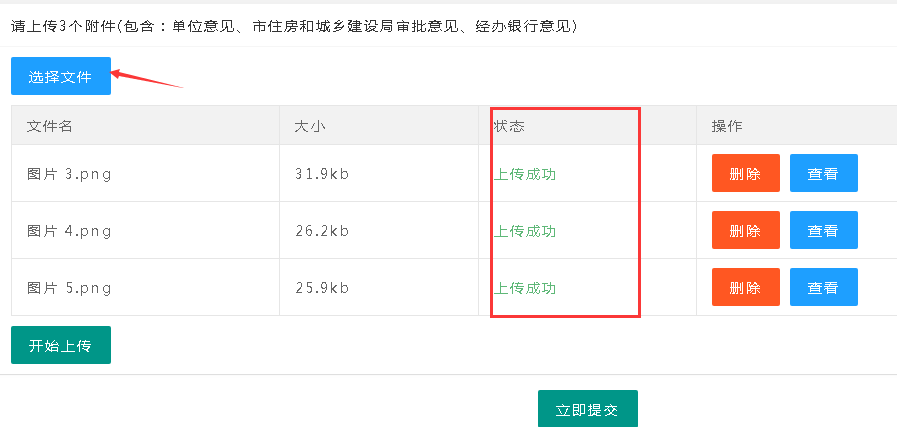 请上传3个附件(包含：单位意见、市住房和城乡建设局审批意见、经办银行意见)
选择文件
文件名 大小 状态 操作
图片 3.png 31.9kb 上传成功 删除 查看
图片 4.png 26.2kb 上传成功 删除 查看
图片 5.png 25.9kb 上传成功 删除 查看
开始上传
立即提交